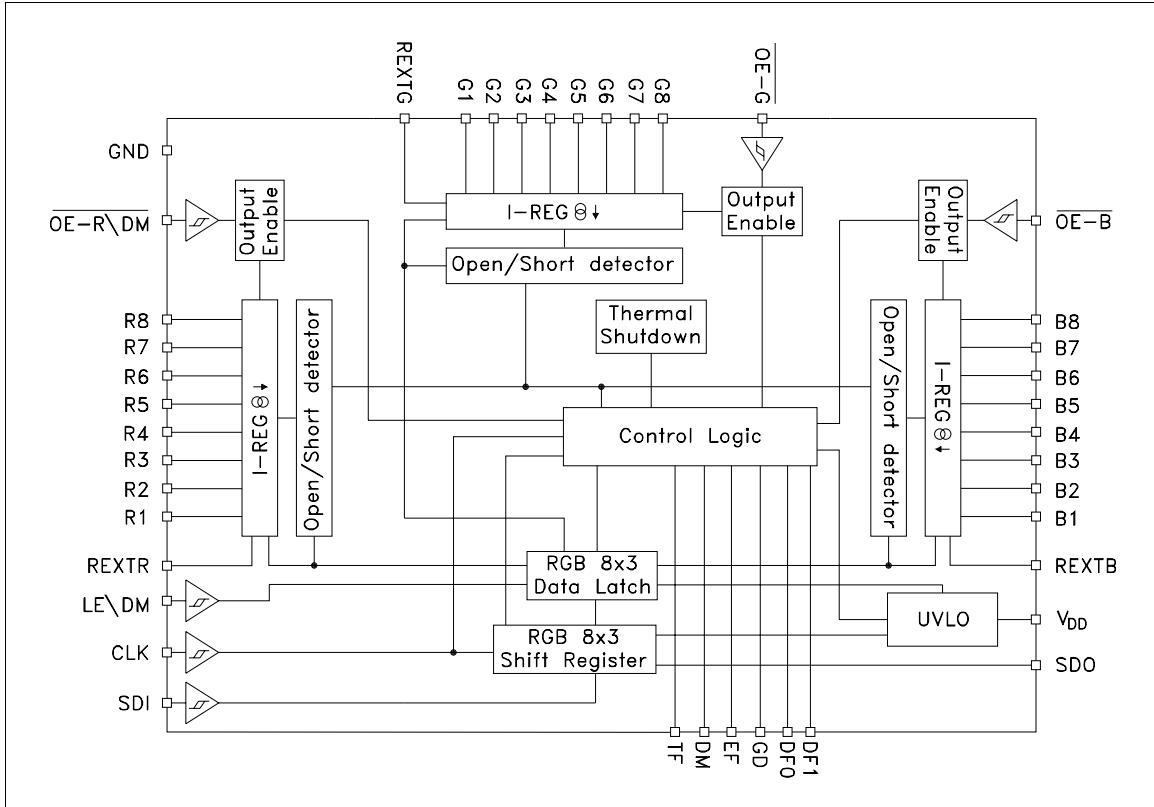 REXTG
G1
G2
G3
G4
G5
G6
G7
G8
OE-G
GND
OE-R\DM
Output
Enable
I-REG
Output
Enable
Output
Enable
OE-B
Open/Short detector
Thermal
Shutdown
R8
R7
R6
R5
R4
R3
R2
R1
I-REG
Open/Short detector
Control Logic
Open/Short detector
I-REG
B8
B7
B6
B5
B4
B3
B2
B1
REXTR
RGB 8x3
Data Latch
REXTB
LE\DM
UVLO
VDD
CLK
RGB 8x3
Shift Register
SDO
SDI
TF
DM
EF
GD
DF0
DF1